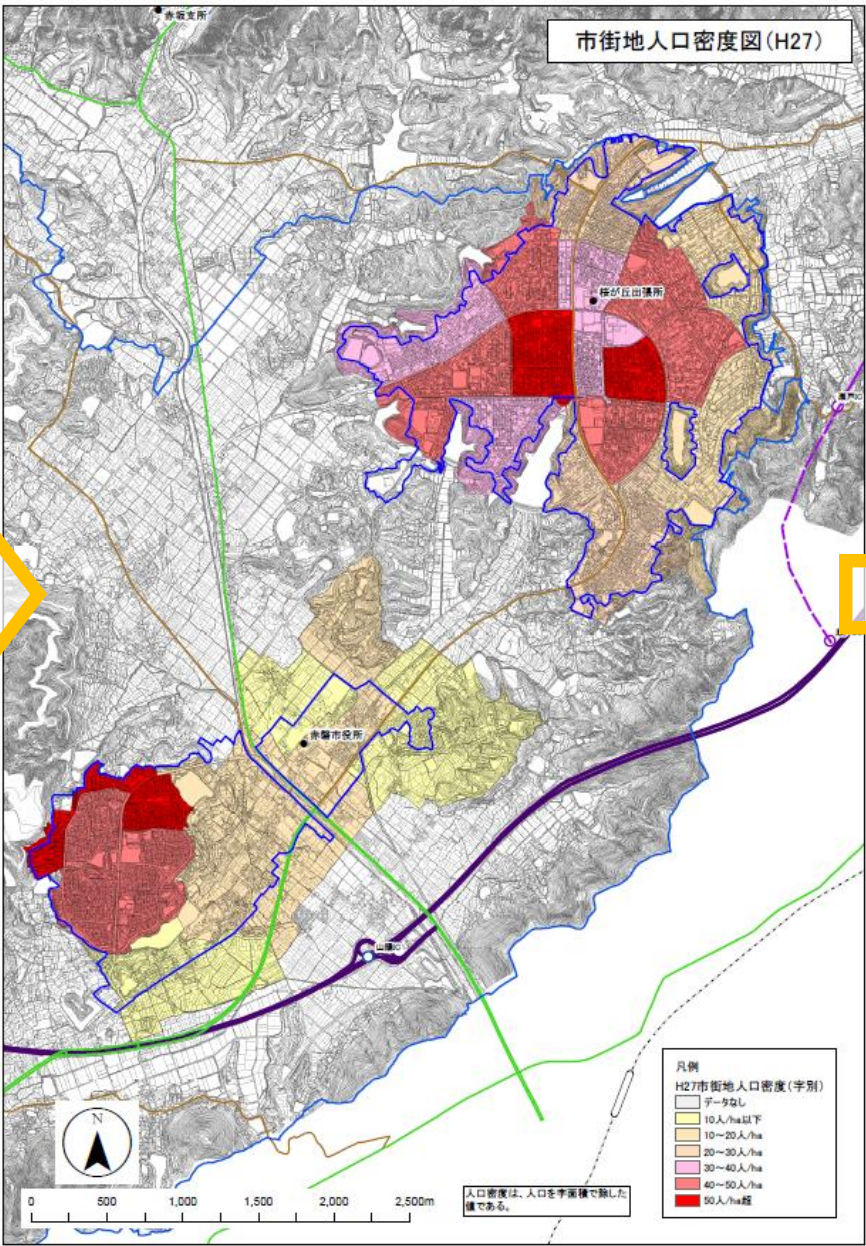 赤坂支所
市街地人口密度図(H27)
桜が丘出張所
瀬戸IC
赤磐市役所
山陽IC
凡例
H27市街地人口密度(字別)
データなし
10人/ha以下
10～20人/ha
20～30人/ha
30～40人/ha
40～50人/ha
50人/ha超
N
0 500 1,000 1,500 2,000 2,500m
人口密度は、人口を字面積で除した
値である。